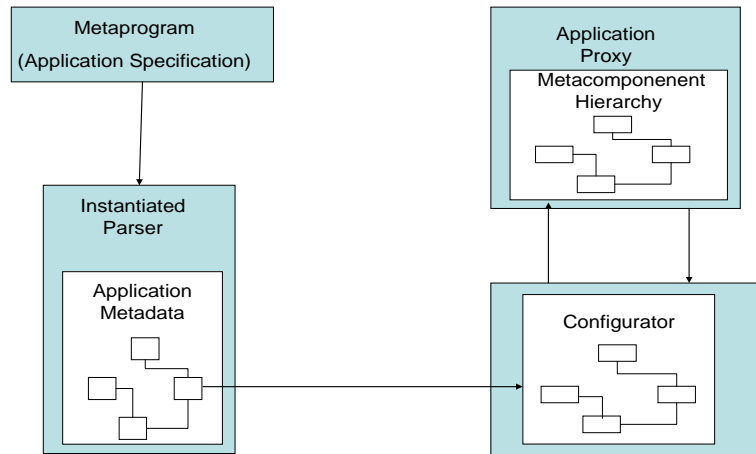 Metaprogram
(Application Specification)
Application
Proxy
Metacomponenent
Hierarchy
Instantiated
Parser
Application
Metadata
Configurator